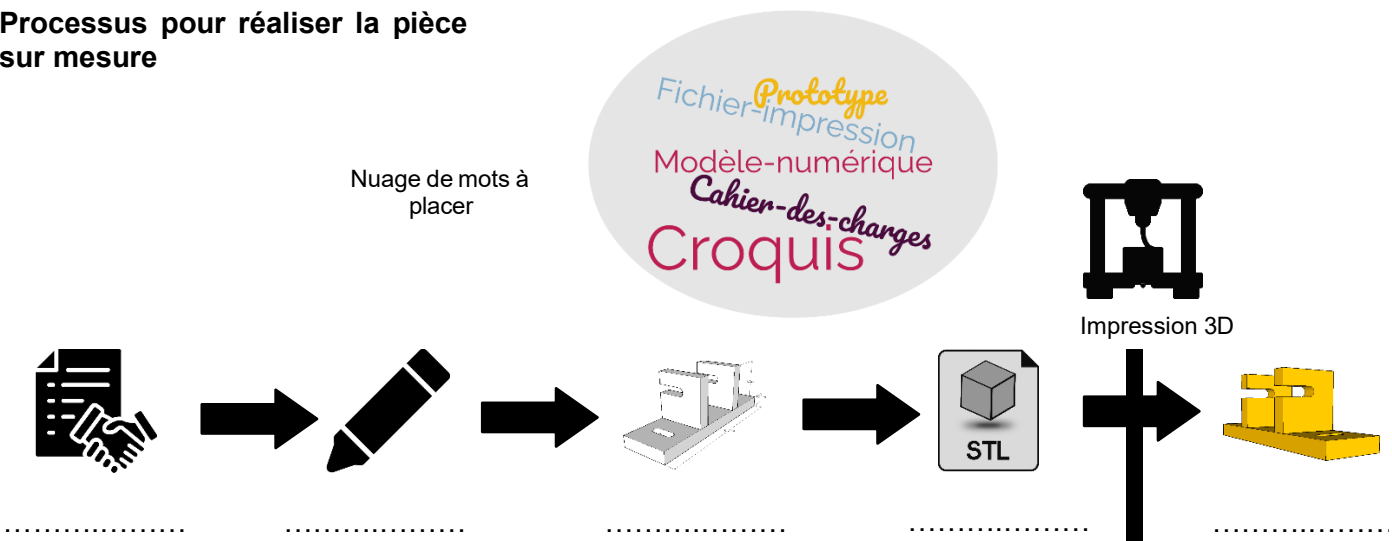 Processus pour réaliser la pièce
sur mesure
Nuage de mots à
placer
Prototype
Fichier-impression
Modèle-numérique
Cahier-des-charges
Croquis
Impression 3D
STL
………..……… ………..……… ………..……… ………..……… ………..………